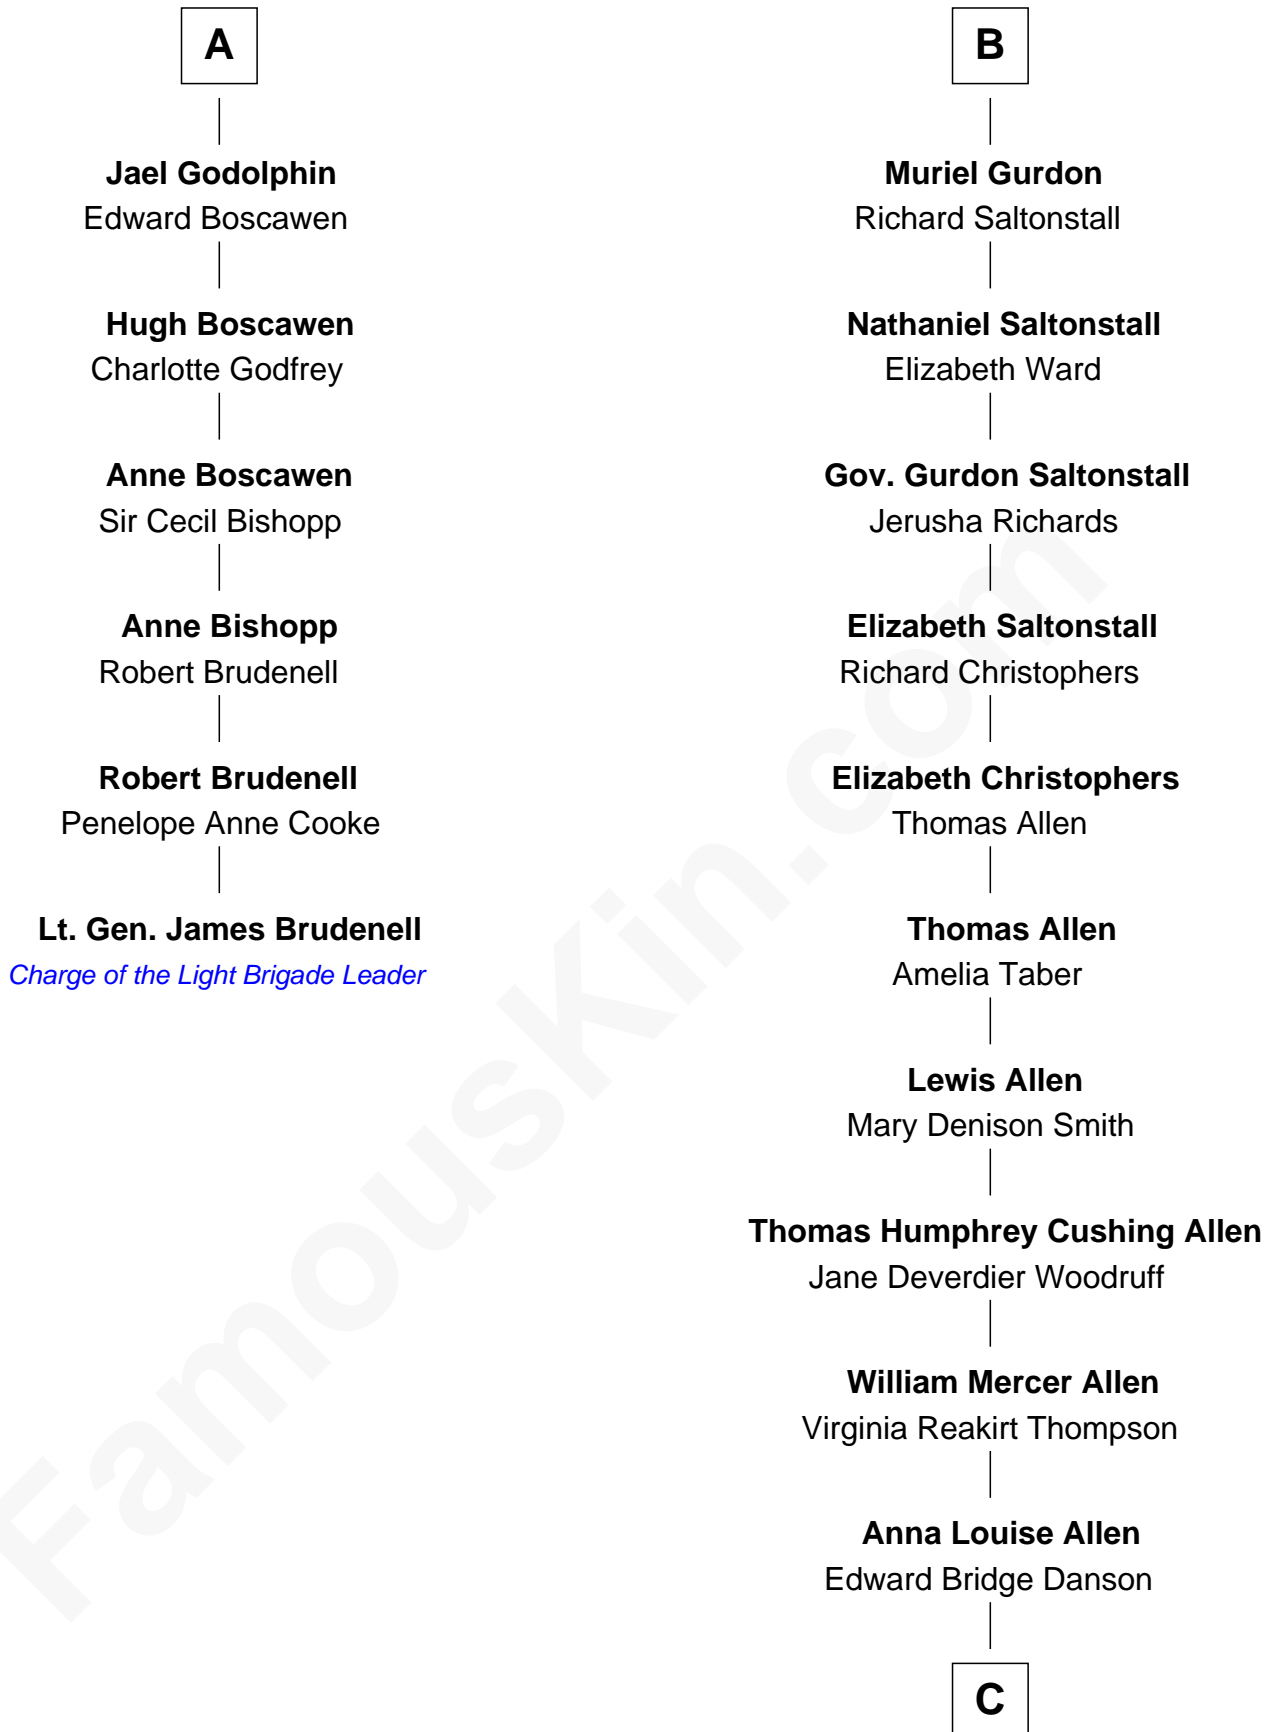 A
Jael Godolphin
Edward Boscawen
Hugh Boscawen
Charlotte Godfrey
Anne Boscawen
Sir Cecil Bishopp
Anne Bishopp
Robert Brudenell
Robert Brudenell
Penelope Anne Cooke
Lt. Gen. James Brudenell
Charge of the Light Brigade Leader
B
Muriel Gurdon
Richard Saltonstall
Nathaniel Saltonstall
Elizabeth Ward
Gov. Gurdon Saltonstall
Jerusha Richards
Elizabeth Saltonstall
Richard Christophers
Elizabeth Christophers
Thomas Allen
Thomas Allen
Amelia Taber
Lewis Allen
Mary Denison Smith
Thomas Humphrey Cushing Allen
Jane Deverdier Woodruff
William Mercer Allen
Virginia Reakirt Thompson
Anna Louise Allen
Edward Bridge Danson
C
FamousKin.com